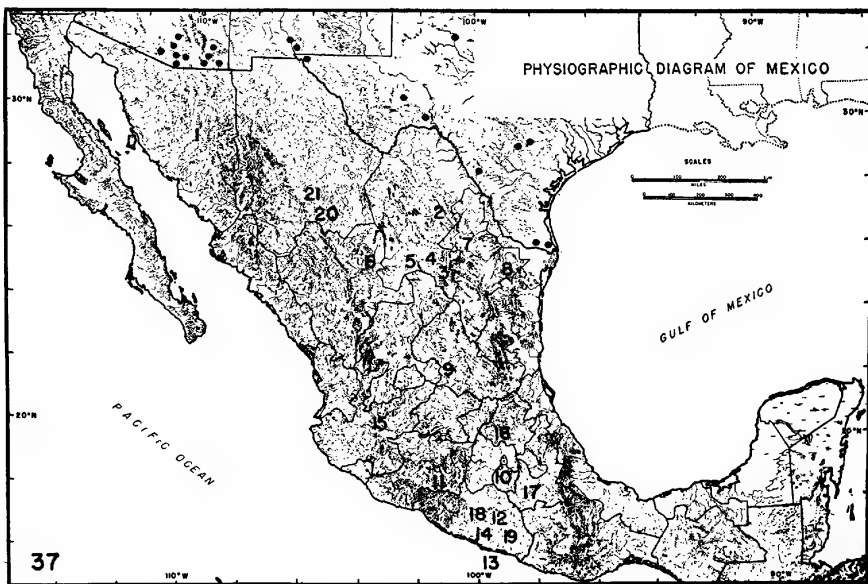 110°W
100°W
90°W
PHYSIOGRAPHIC DIAGRAM OF MEXICO
30°N
30°N
SCALES
MILES
KILOMETERS
1
21
20
2
7
6
5
4
3
8
GULF OF MEXICO
9
20°N
PACIFIC OCEAN
15
16
11
10
17
18
12
14
19
37
110°W
13
100°W
90°W